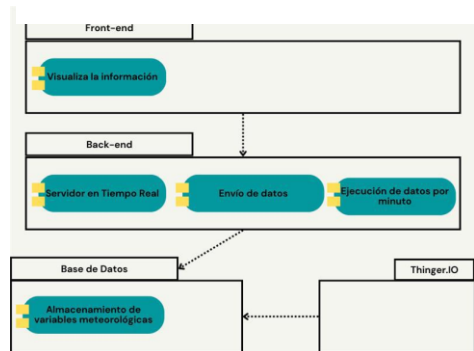 Front-end
Visualiza la información
Back-end
Servidor en Tiempo Real
Envío de datos
Ejecución de datos por
minuto
Base de Datos
Thinger.IO
Almacenamiento de
variables meteorológicas